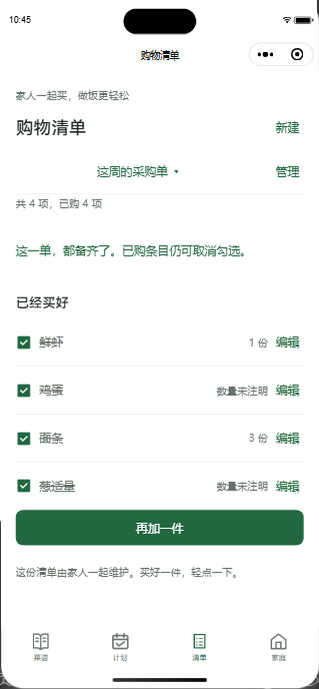 10:45
购物清单
家人一起买，做饭更轻松
购物清单
新建
这周的采购单
管理
共 4 项，已购 4 项
这一单，都备齐了。已购条目仍可取消勾选。
已经买好
鲜虾 1 份 编辑
鸡蛋 数量未注明 编辑
面条 3 份 编辑
葱适量 数量未注明 编辑
再加一件
这份清单由家人一起维护。买好一件，轻点一下。
菜谱 计划 清单 家庭